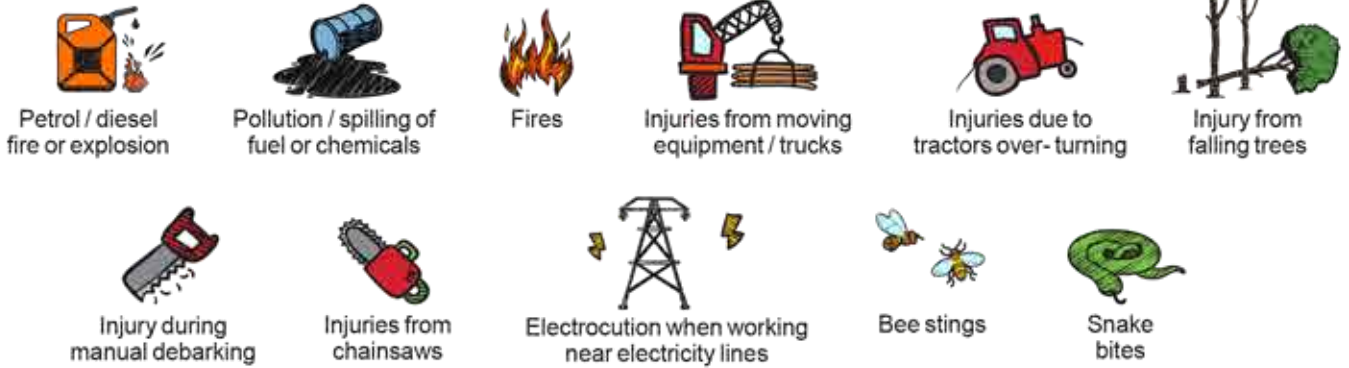 Petrol / diesel
fire or explosion
Pollution / spilling of
fuel or chemicals
Fires
Injuries from moving
equipment / trucks
Injuries due to
tractors over- turning
Injury from
falling trees
Injury during
manual debarking
Injuries from
chainsaws
Electrocution when working
near electricity lines
Bee stings
Snake
bites